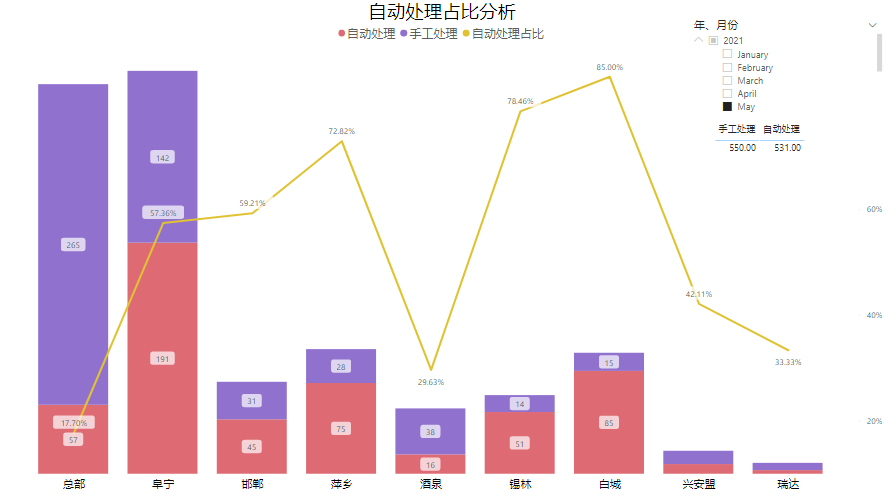 自动处理占比分析
自动处理 手工处理 自动处理占比
年、月份
2021
January
February
March
April
May
手工处理 自动处理
550.00 531.00
85.00%
78.46%
72.82%
142
57.36%
59.21%
60%
265
42.11%
40%
191
28
33.33%
15
29.63%
31
14
75
85
20%
17.70%
38
57
45
51
16
总部 阜宁 邯郸 萍乡 酒泉 锡林 白城 兴安盟 瑞达